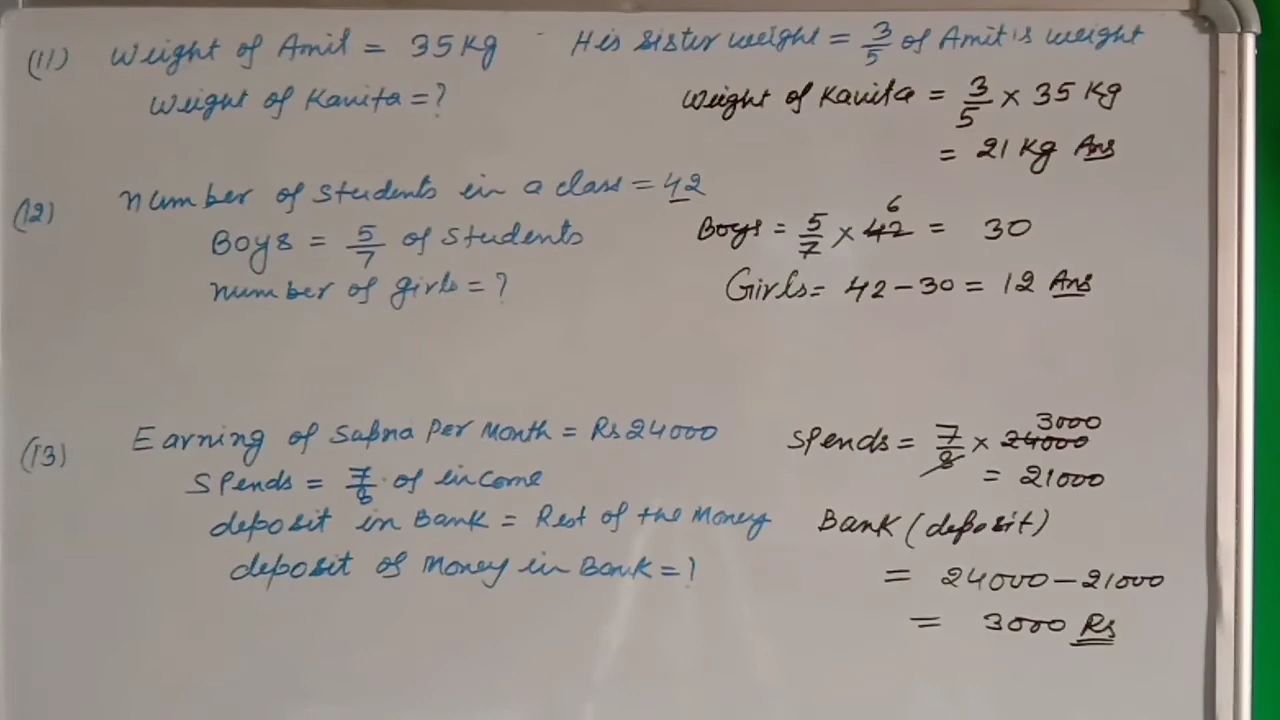 (11) Weight of Amit = 35 Kg His sister weight = 3/5 of Amit's weight
Weight of Kavita = ?
Weight of Kavita = 3/5 × 35 Kg
= 21 Kg Ans
(12) Number of students in a class = 42
Boys = 5/7 of students
number of girls = ?
6
Boys = 5/7 × 42 = 30
Girls = 42 - 30 = 12 Ans
(13) Earning of Sapna Per Month = Rs 24000
Spends = 7/8 of income
deposit in Bank = Rest of the Money
deposit of Money in Bank = ?
3000
Spends = 7/8 × 24000
= 21000
Bank (deposit)
= 24000 - 21000
= 3000 Rs